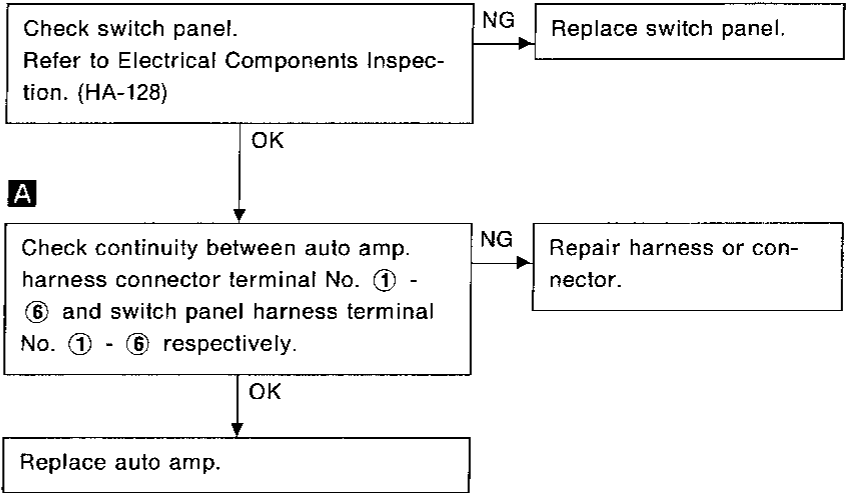 Check switch panel.
Refer to Electrical Components Inspec-
tion. (HA-128)
NG
Replace switch panel.
OK
A
Check continuity between auto amp.
harness connector terminal No. ① -
⑥ and switch panel harness terminal
No. ① - ⑥ respectively.
NG
Repair harness or con-
nector.
OK
Replace auto amp.